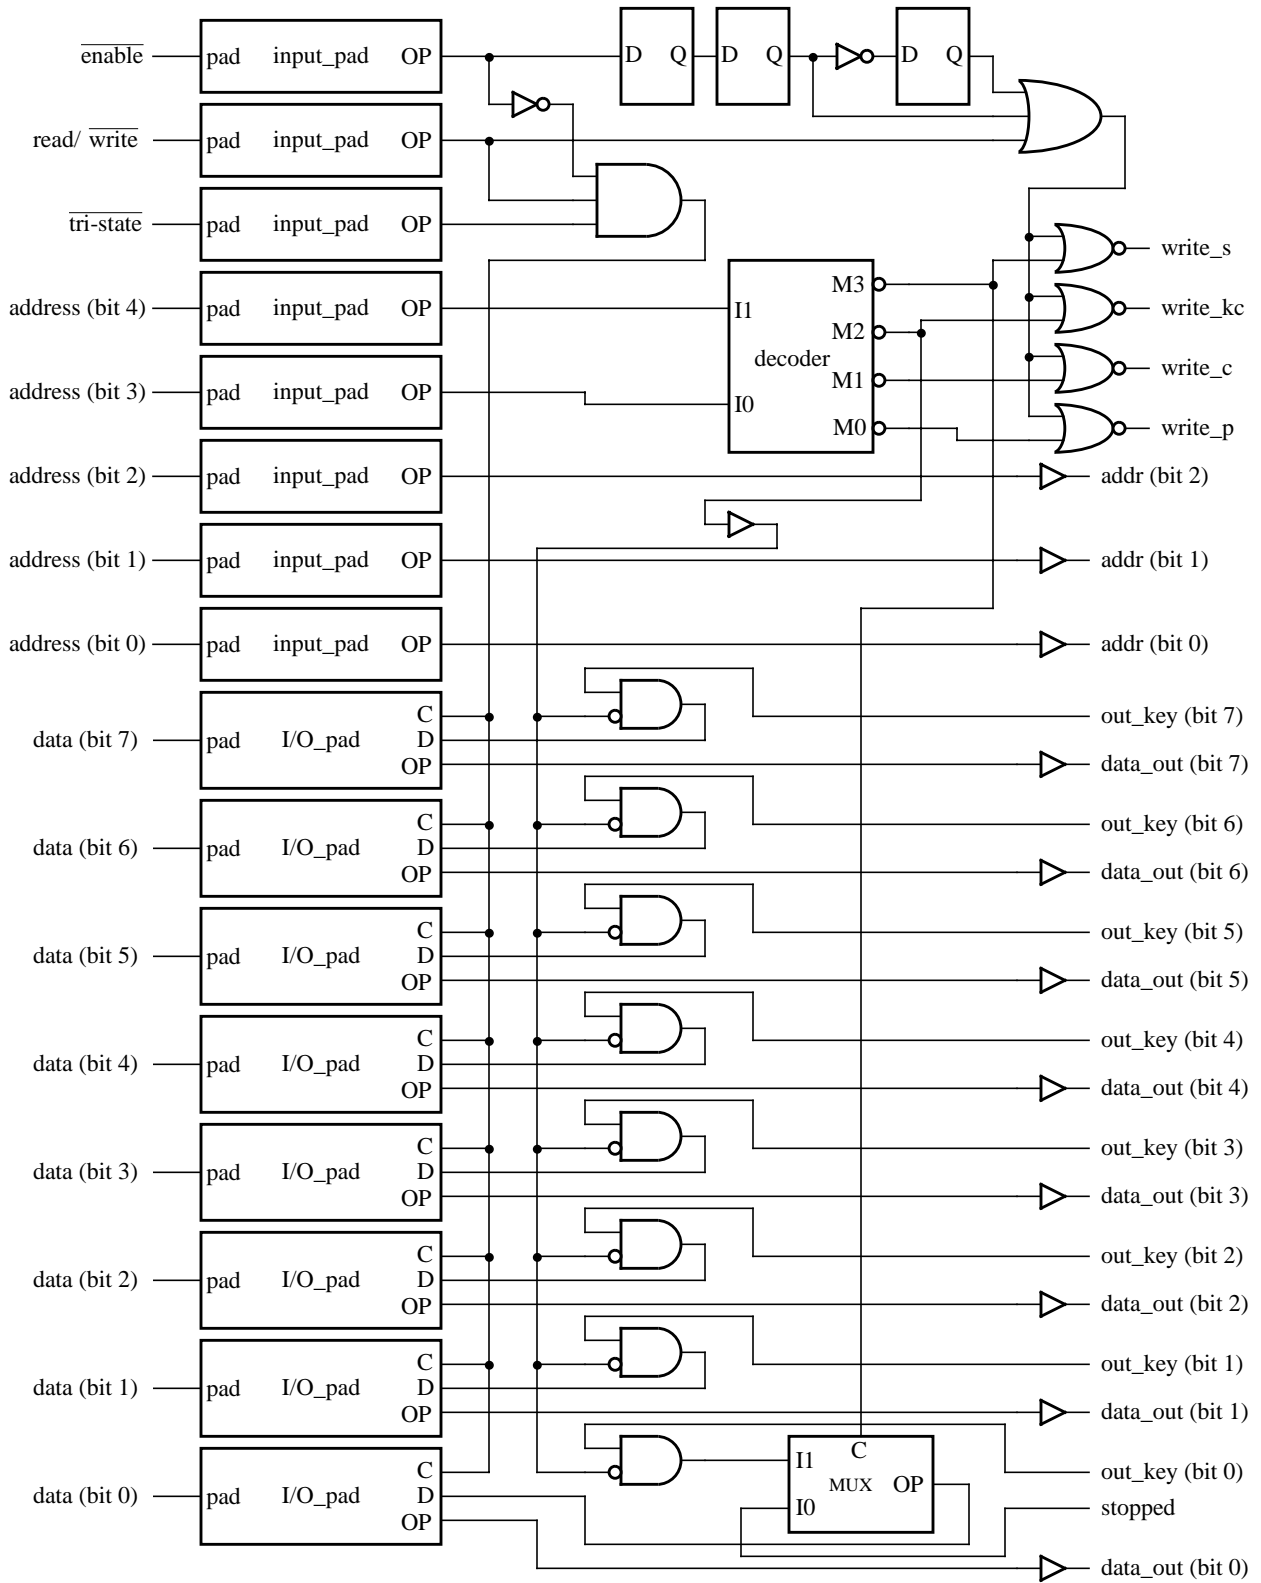 enable pad input_pad OP D Q D Q D Q
read/ write pad input_pad OP
tri-state pad input_pad OP
write_s
M3
address (bit 4) pad input_pad OP I1 write_kc
M2
decoder write_c
M1
address (bit 3) pad input_pad OP I0
M0 write_p
address (bit 2) pad input_pad OP addr (bit 2)
address (bit 1) pad input_pad OP addr (bit 1)
address (bit 0) pad input_pad OP addr (bit 0)
C out_key (bit 7)
data (bit 7) pad I/O_pad D
OP data_out (bit 7)
C out_key (bit 6)
data (bit 6) pad I/O_pad D
OP data_out (bit 6)
C out_key (bit 5)
data (bit 5) pad I/O_pad D
OP data_out (bit 5)
C out_key (bit 4)
data (bit 4) pad I/O_pad D
OP data_out (bit 4)
C out_key (bit 3)
data (bit 3) pad I/O_pad D
OP data_out (bit 3)
C out_key (bit 2)
data (bit 2) pad I/O_pad D
OP data_out (bit 2)
C out_key (bit 1)
data (bit 1) pad I/O_pad D
OP data_out (bit 1)
C
I1
C out_key (bit 0)
MUX OP
data (bit 0) pad I/O_pad D
I0 stopped
OP
data_out (bit 0)